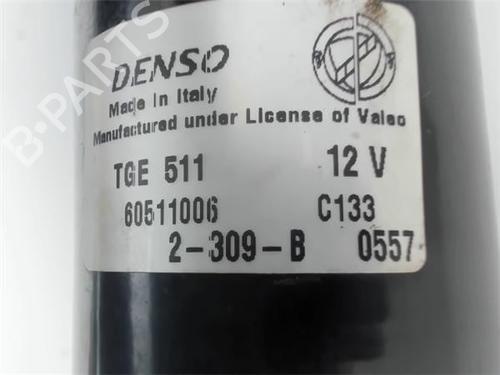 B-PARTS
DENSO
Made in Italy
Manufactured under License of Valeo
TGE 511 12 V
60511006 C133
2-309-B 0557